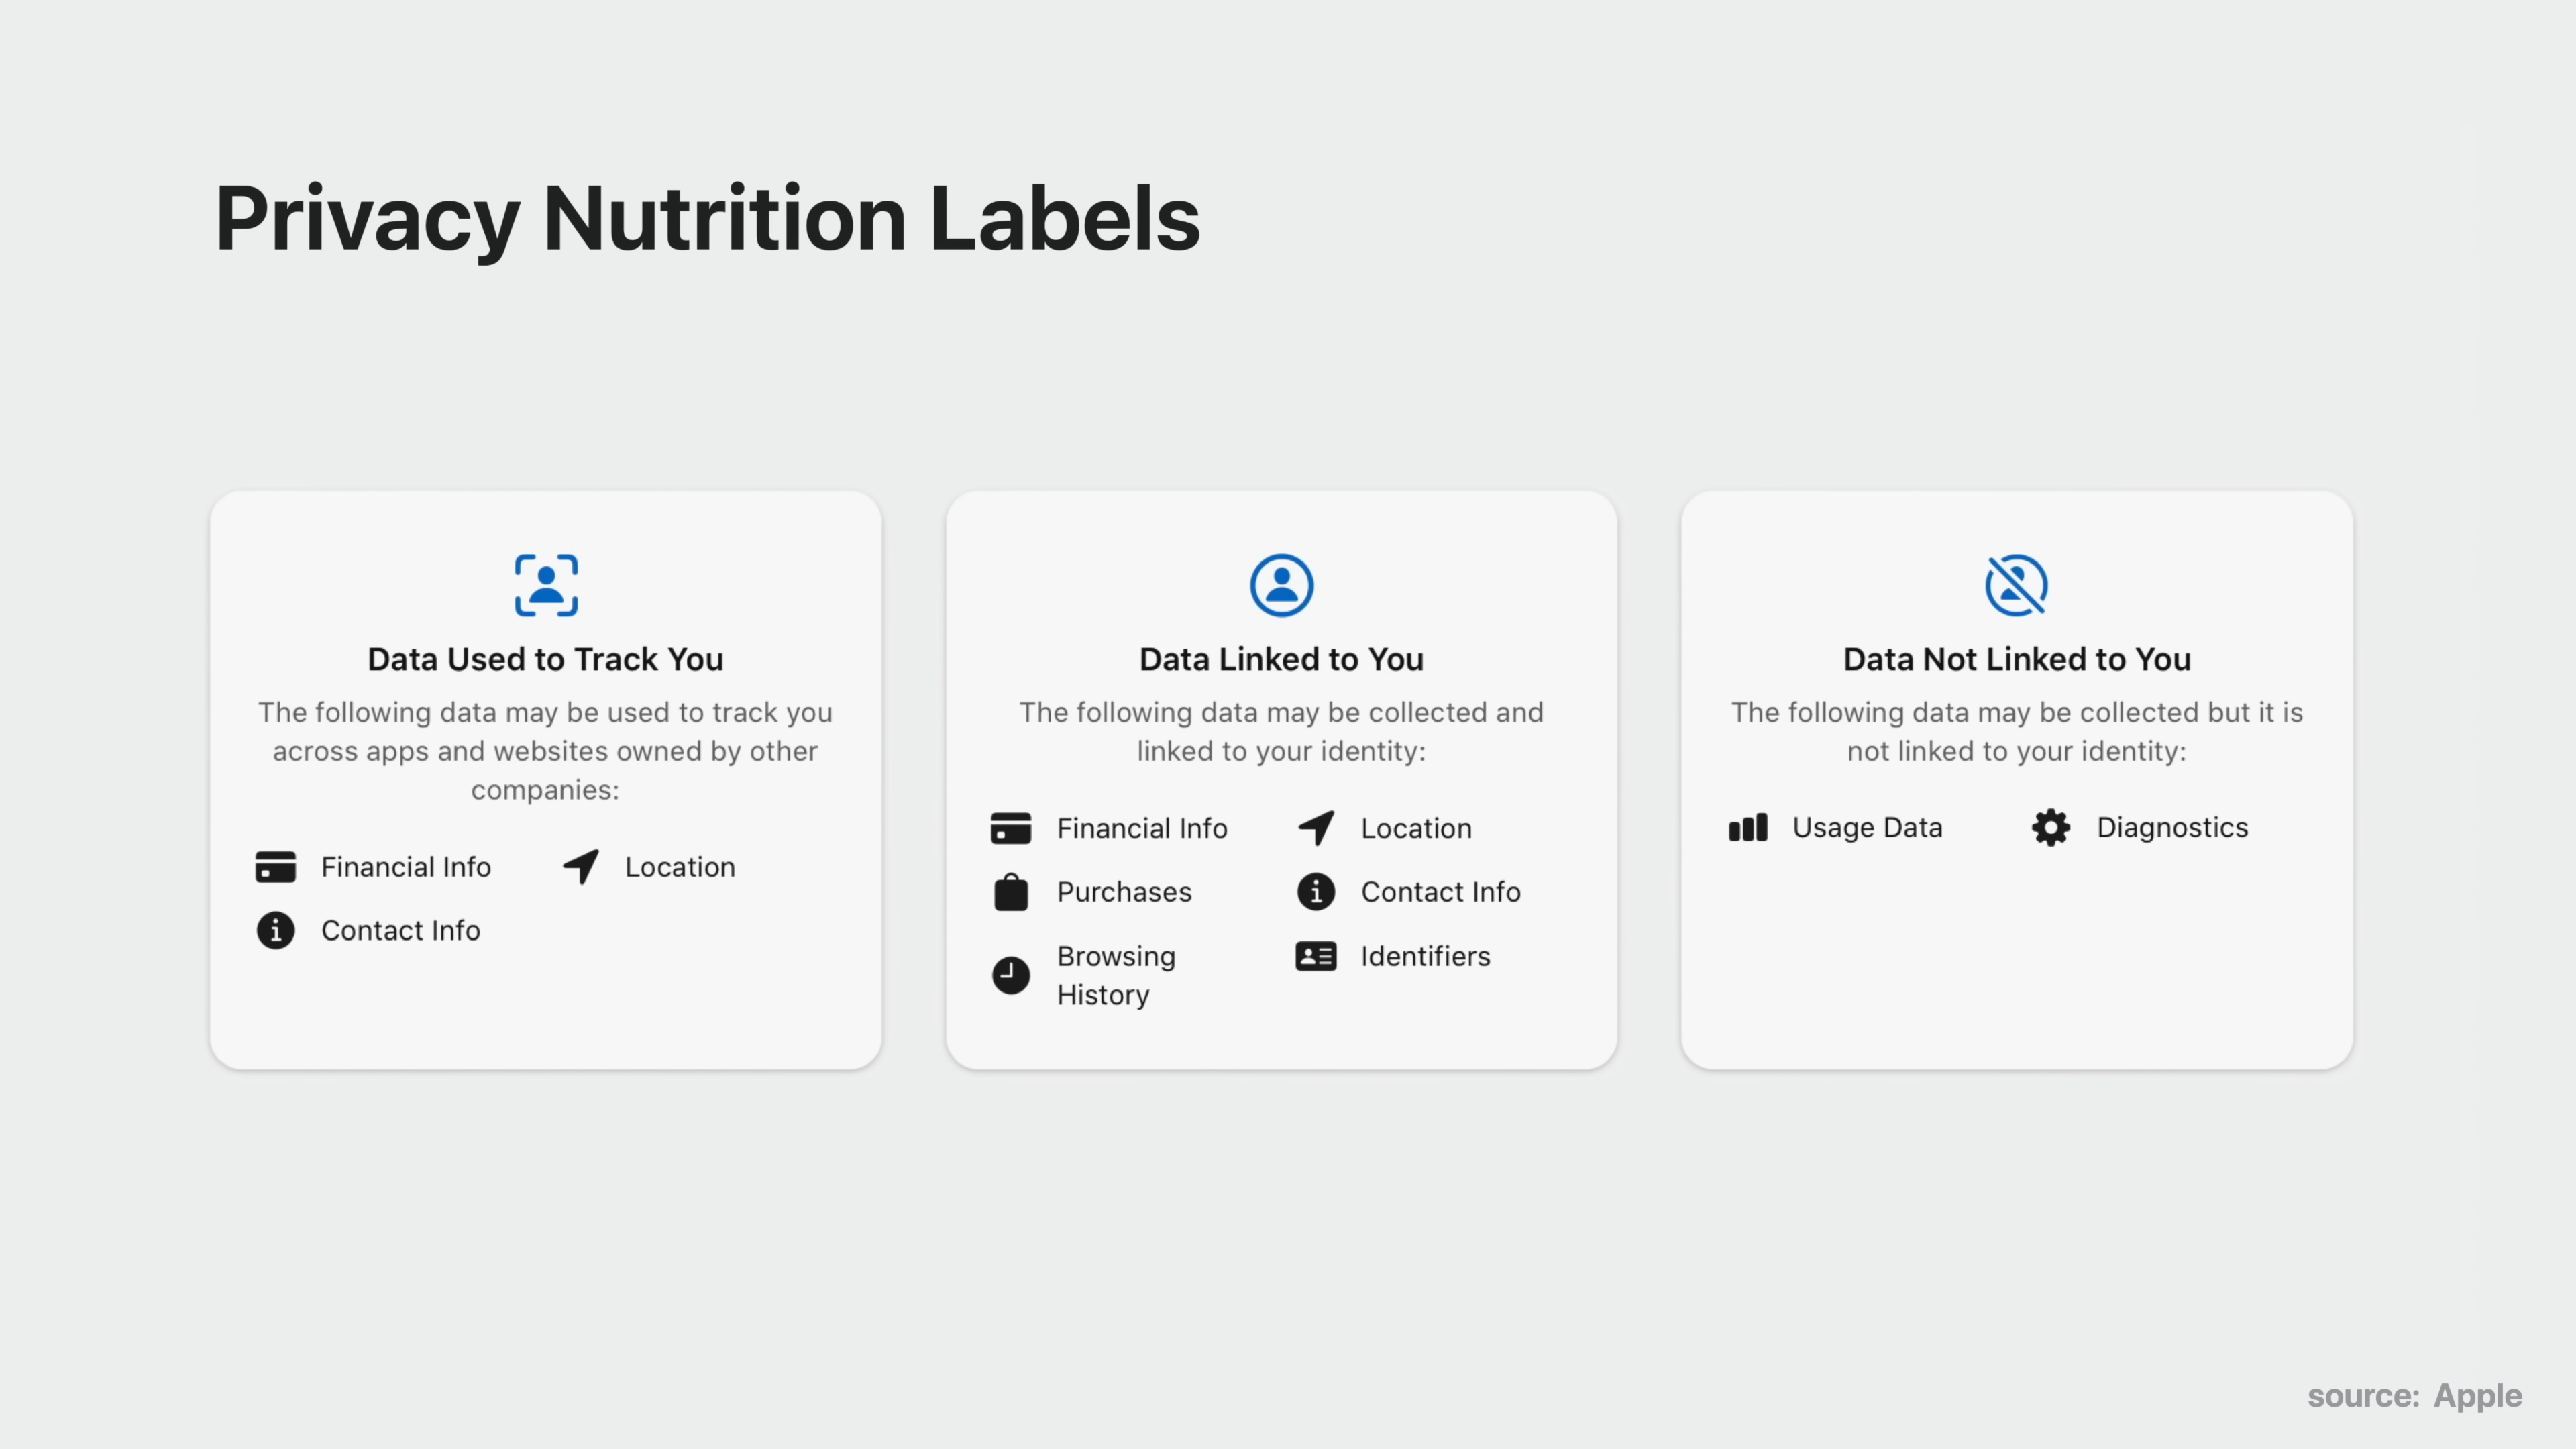 Privacy Nutrition Labels
Data Used to Track You
The following data may be used to track you
across apps and websites owned by other
companies:
Financial Info
Location
Contact Info
Data Linked to You
The following data may be collected and
linked to your identity:
Financial Info
Location
Purchases
Contact Info
Browsing
History
Identifiers
Data Not Linked to You
The following data may be collected but it is
not linked to your identity:
Usage Data
Diagnostics
source: Apple